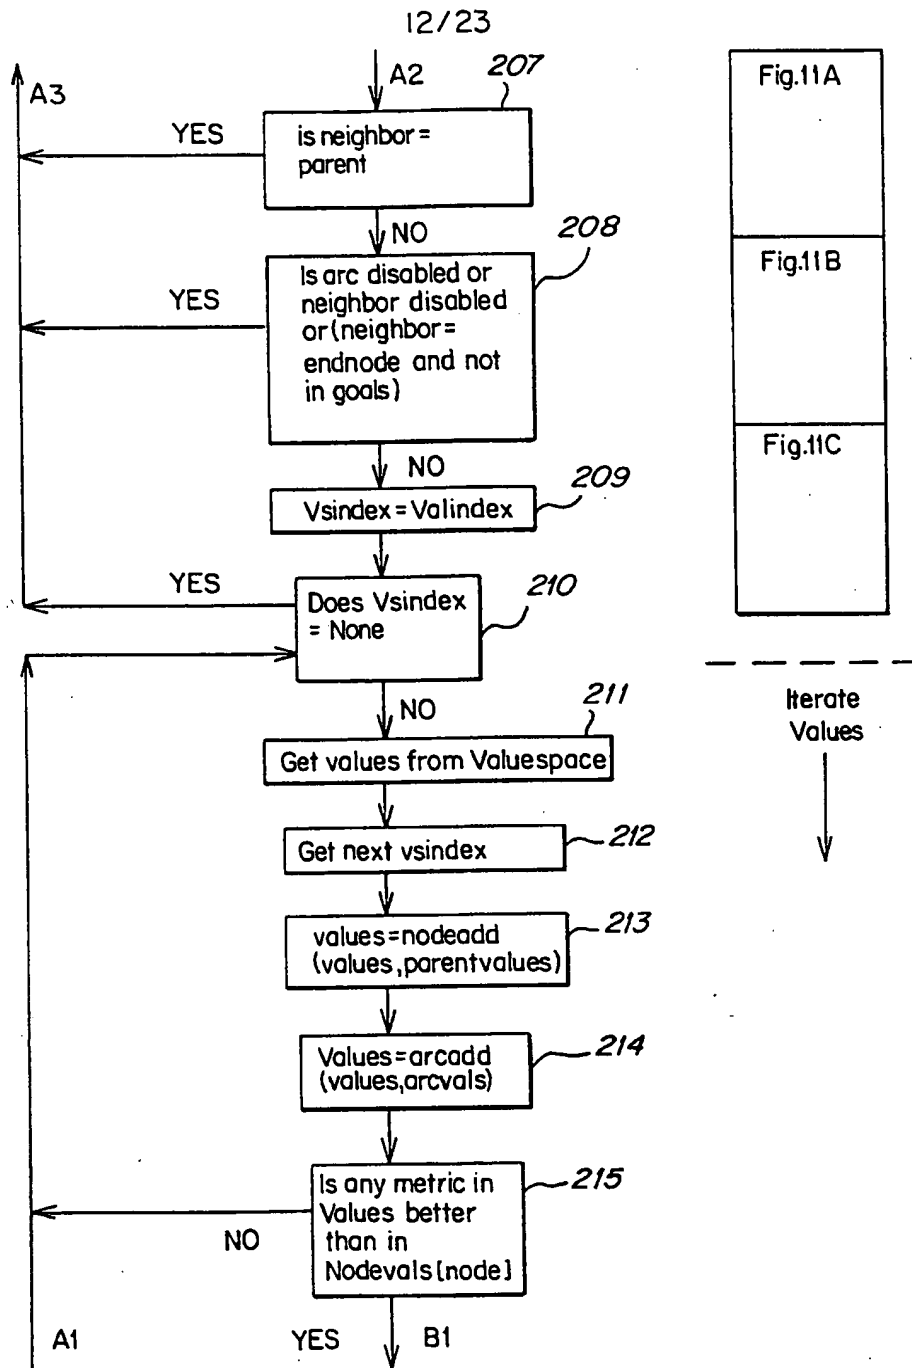 12/23
A3
A2
207
Fig.11A
YES
is neighbor=
parent
NO
208
YES
Is arc disabled or
neighbor disabled
or(neighbor=
endnode and not
in goals)
Fig.11B
Fig.11C
NO
209
Vsindex=Valindex
YES
Does Vsindex
= None
210
NO
211
Get values from Valuespace
Iterate
Values
Get next vsindex
212
values=nodeadd
(values,parentvalues)
213
Values=arcadd
(values,arcvals)
214
Is any metric in
Values better
than in
Nodevals[node]
215
NO
A1
YES
B1